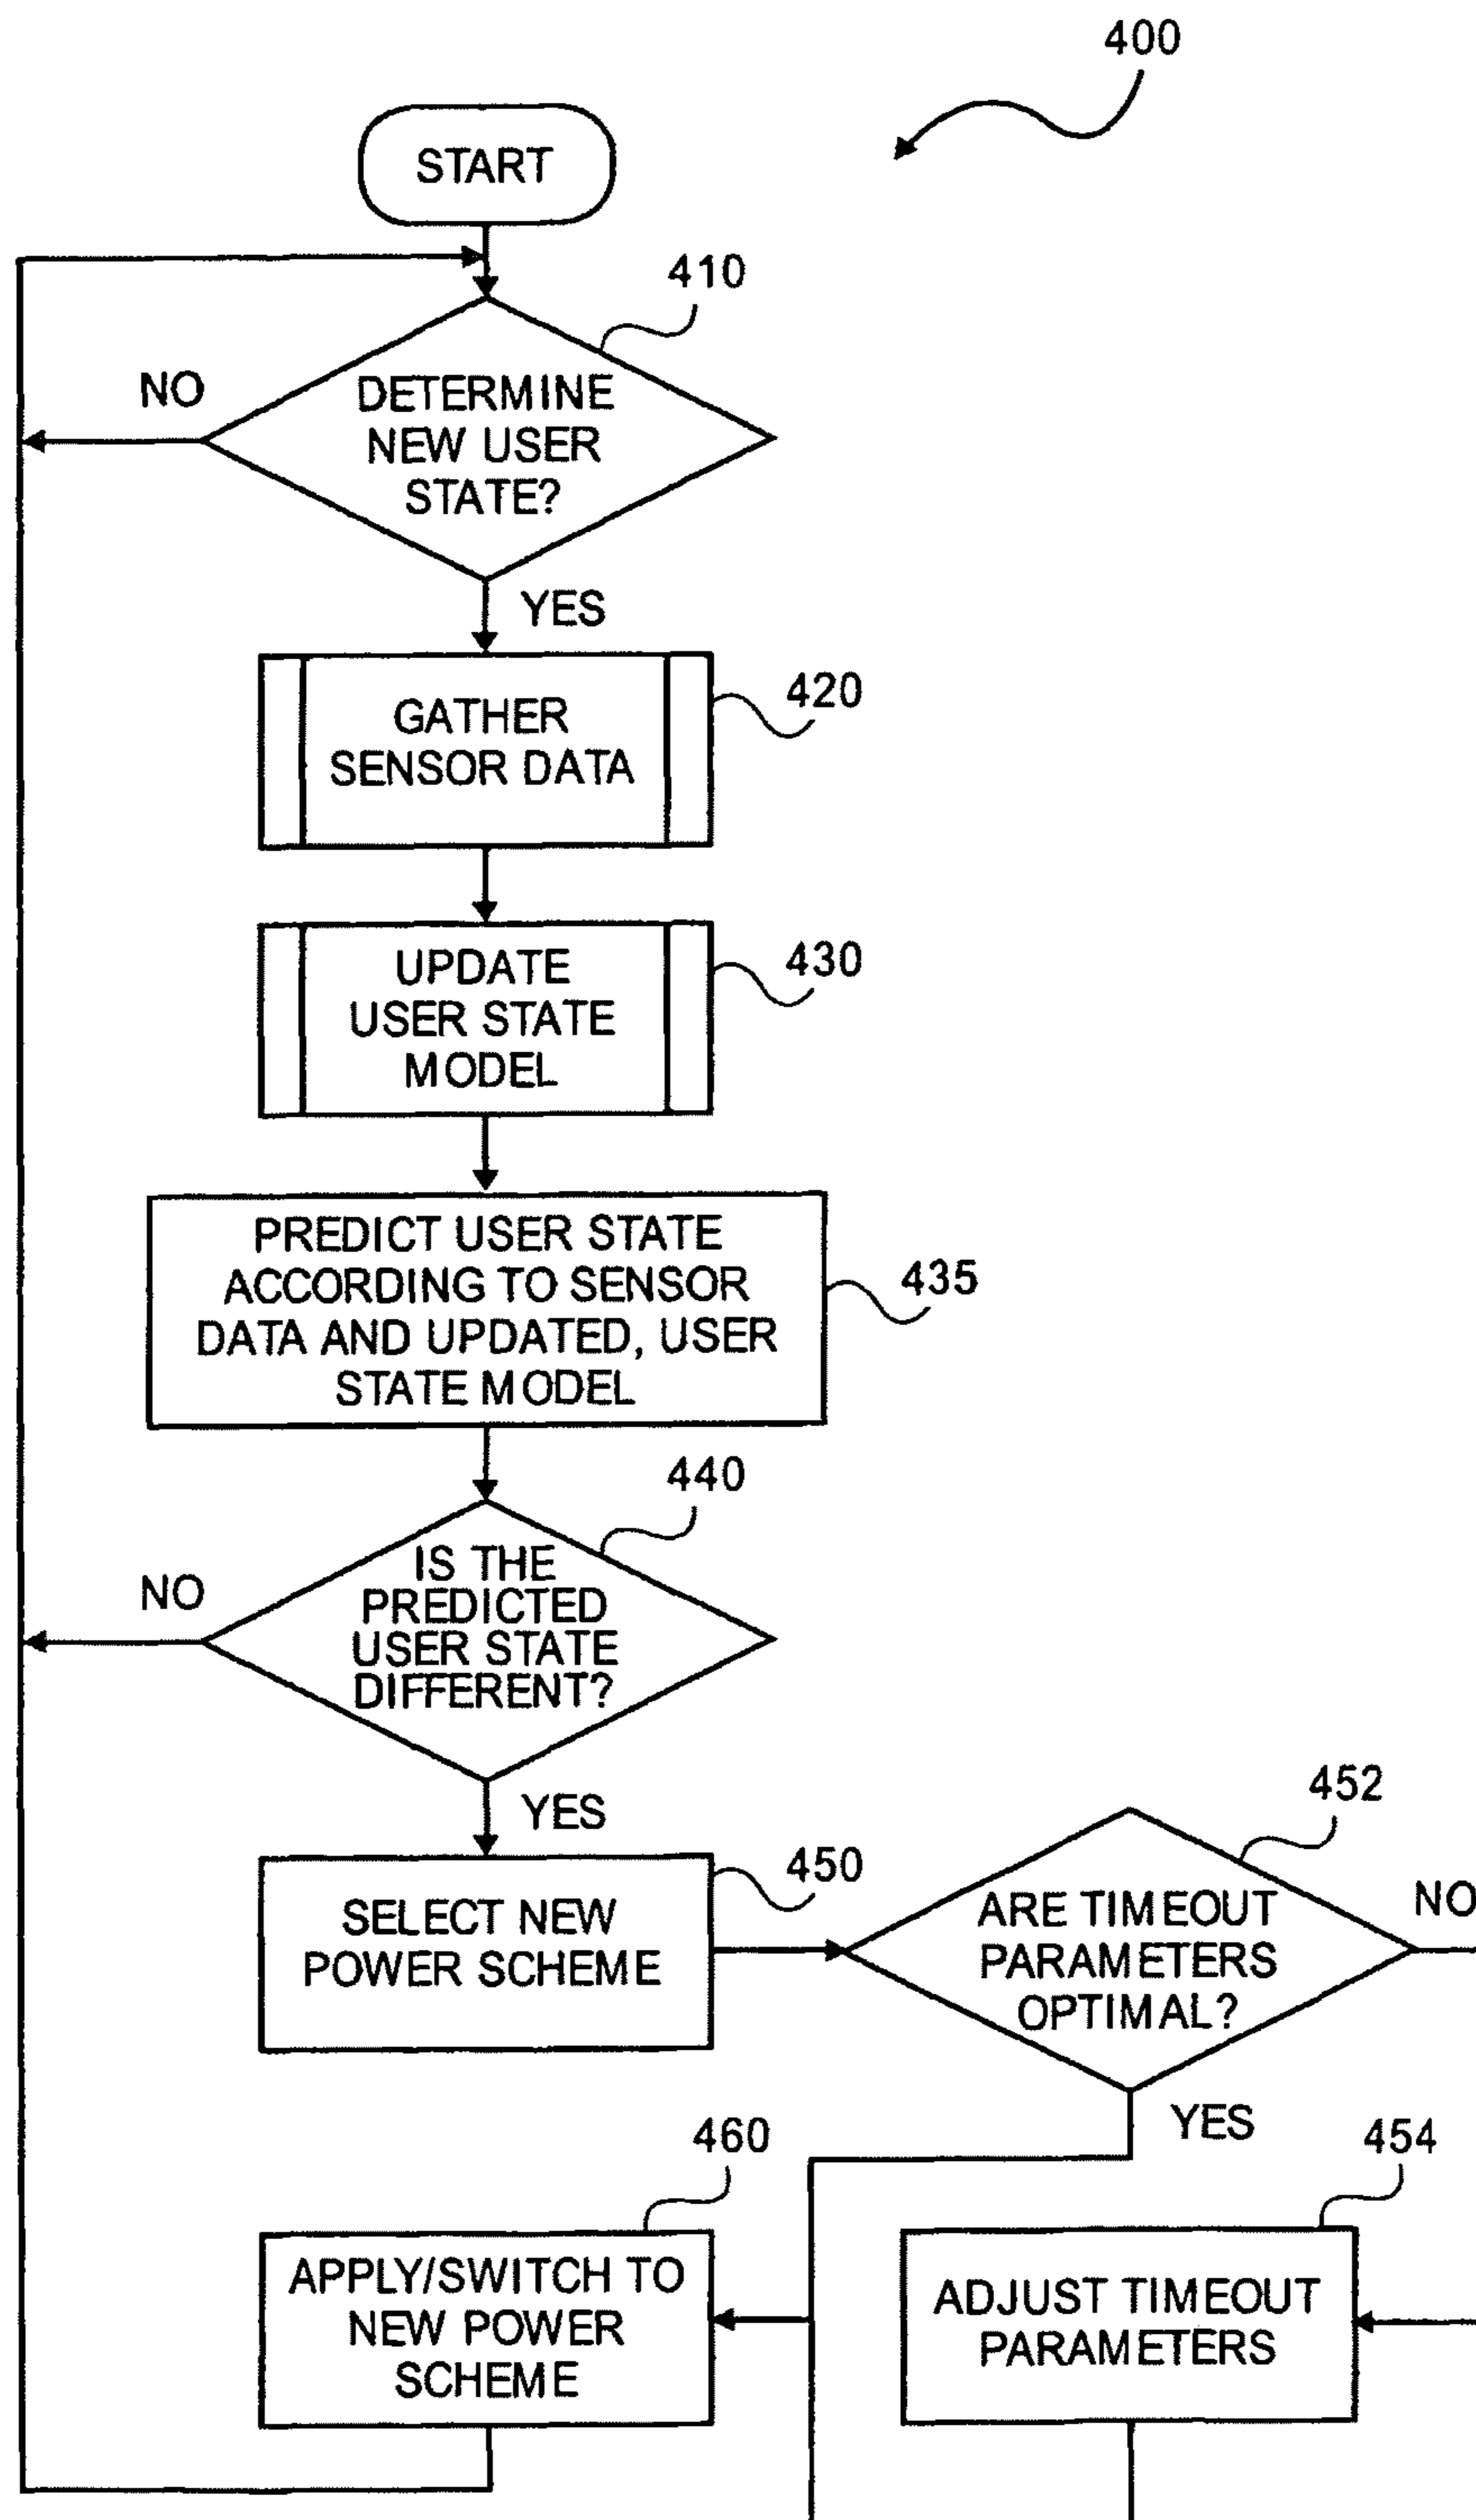 400
START
410
NO
DETERMINE
NEW USER
STATE?
YES
GATHER
SENSOR DATA
420
UPDATE
USER STATE
MODEL
430
PREDICT USER STATE
ACCORDING TO SENSOR
DATA AND UPDATED, USER
STATE MODEL
435
440
NO
IS THE
PREDICTED
USER STATE
DIFFERENT?
YES
450
SELECT NEW
POWER SCHEME
452
ARE TIMEOUT
PARAMETERS
OPTIMAL?
NO
YES
460
APPLY/SWITCH TO
NEW POWER
SCHEME
454
ADJUST TIMEOUT
PARAMETERS